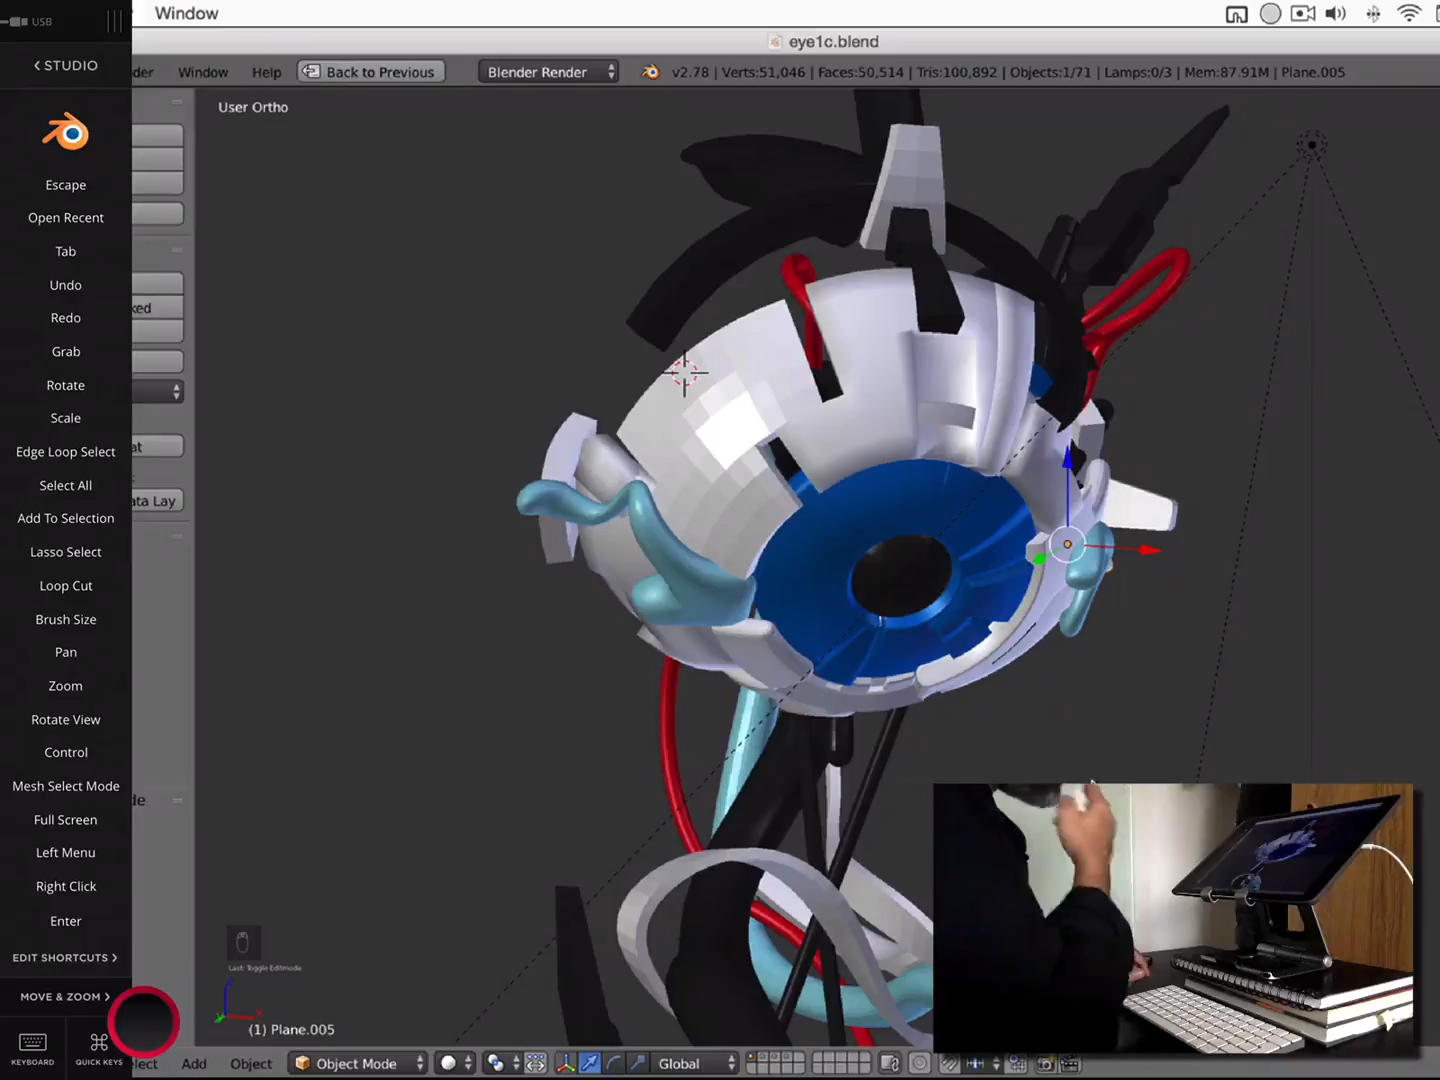 USB
Window
eye1c.blend
STUDIO
der
Window
Help
Back to Previous
Blender Render
v2.78 | Verts:51,046 | Faces:50,514 | Tris:100,892 | Objects:1/71 | Lamps:0/3 | Mem:87.91M | Plane.005
User Ortho
Escape
Open Recent
Tab
Undo
Redo
Grab
Rotate
Scale
Edge Loop Select
Select All
Add To Selection
Lasso Select
Loop Cut
Brush Size
Pan
Zoom
Rotate View
Control
Mesh Select Mode
Full Screen
Left Menu
Right Click
Enter
EDIT SHORTCUTS
MOVE & ZOOM
KEYBOARD
QUICK KEYS
ked
at
ata Lay
de
Last: Toggle Editmode
(1) Plane.005
lect
Add
Object
Object Mode
Global